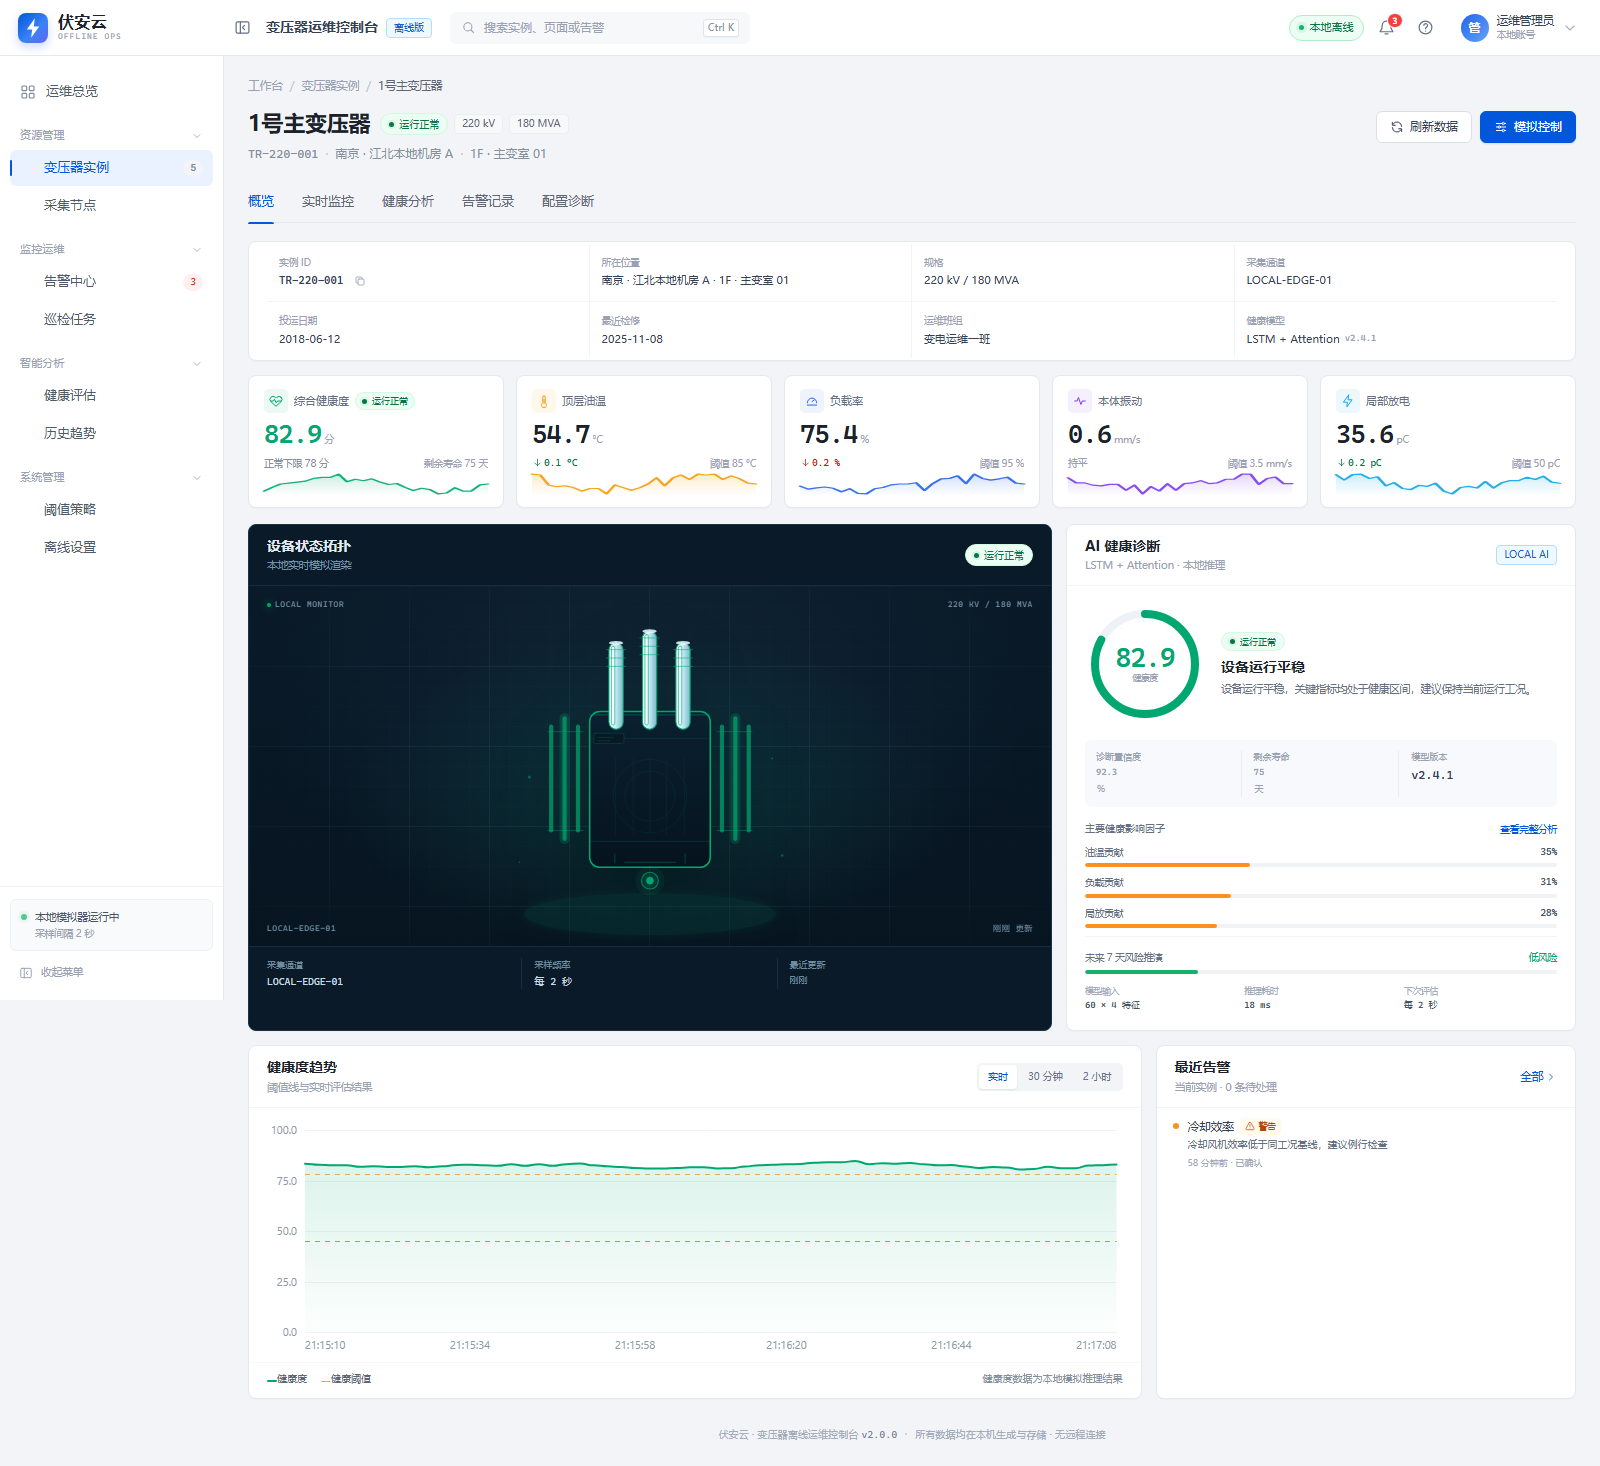 伏安云
OFFLINE OPS
变压器运维控制台 离线版
搜索实例、页面或告警 Ctrl K
本地离线
3
管
运维管理员
本地账号
运维总览
资源管理
变压器实例 5
采集节点
监控运维
告警中心 3
巡检任务
智能分析
健康评估
历史趋势
系统管理
阈值策略
离线设置
本地模拟器运行中
采样间隔 2 秒
收起菜单
工作台 / 变压器实例 / 1号主变压器
1号主变压器 运行正常 220 kV 180 MVA
TR-220-001 · 南京 · 江北本地机房 A · 1F · 主变室 01
刷新数据 模拟控制
概览 实时监控 健康分析 告警记录 配置诊断
实例 ID 所在位置 规格 采集通道
TR-220-001 南京 · 江北本地机房 A · 1F · 主变室 01 220 kV / 180 MVA LOCAL-EDGE-01
投运日期 最近检修 运维班组 健康模型
2018-06-12 2025-11-08 变电运维一班 LSTM + Attention v2.4.1
综合健康度 运行正常
82.9 分
正常下限 78 分 剩余寿命 75 天
顶层油温
54.7 °C
↓ 0.1 °C 阈值 85 °C
负载率
75.4 %
↓ 0.2 % 阈值 95 %
本体振动
0.6 mm/s
持平 阈值 3.5 mm/s
局部放电
35.6 pC
↓ 0.2 pC 阈值 50 pC
设备状态拓扑
本地实时模拟渲染
运行正常
LOCAL MONITOR 220 KV / 180 MVA
LOCAL-EDGE-01 刚刚 更新
采集通道 采样频率 最近更新
LOCAL-EDGE-01 每 2 秒 刚刚
AI 健康诊断
LSTM + Attention · 本地推理
LOCAL AI
82.9
健康度
运行正常
设备运行平稳
设备运行平稳，关键指标均处于健康区间，建议保持当前运行工况。
诊断置信度 剩余寿命 模型版本
92.3 75 v2.4.1
% 天
主要健康影响因子 查看完整分析
油温贡献 35%
负载贡献 31%
局放贡献 28%
未来 7 天风险推演 低风险
模型输入 推理耗时 下次评估
60 × 4 特征 18 ms 每 2 秒
健康度趋势
阈值线与实时评估结果
实时 30 分钟 2 小时
100.0
75.0
50.0
25.0
0.0
21:15:10 21:15:34 21:15:58 21:16:20 21:16:44 21:17:08
健康度 健康阈值 健康度数据为本地模拟推理结果
最近告警
当前实例 · 0 条待处理
全部
冷却效率 警告
冷却风机效率低于同工况基线，建议例行检查
58 分钟前 · 已确认
伏安云 · 变压器离线运维控制台 v2.0.0 · 所有数据均在本机生成与存储 · 无远程连接